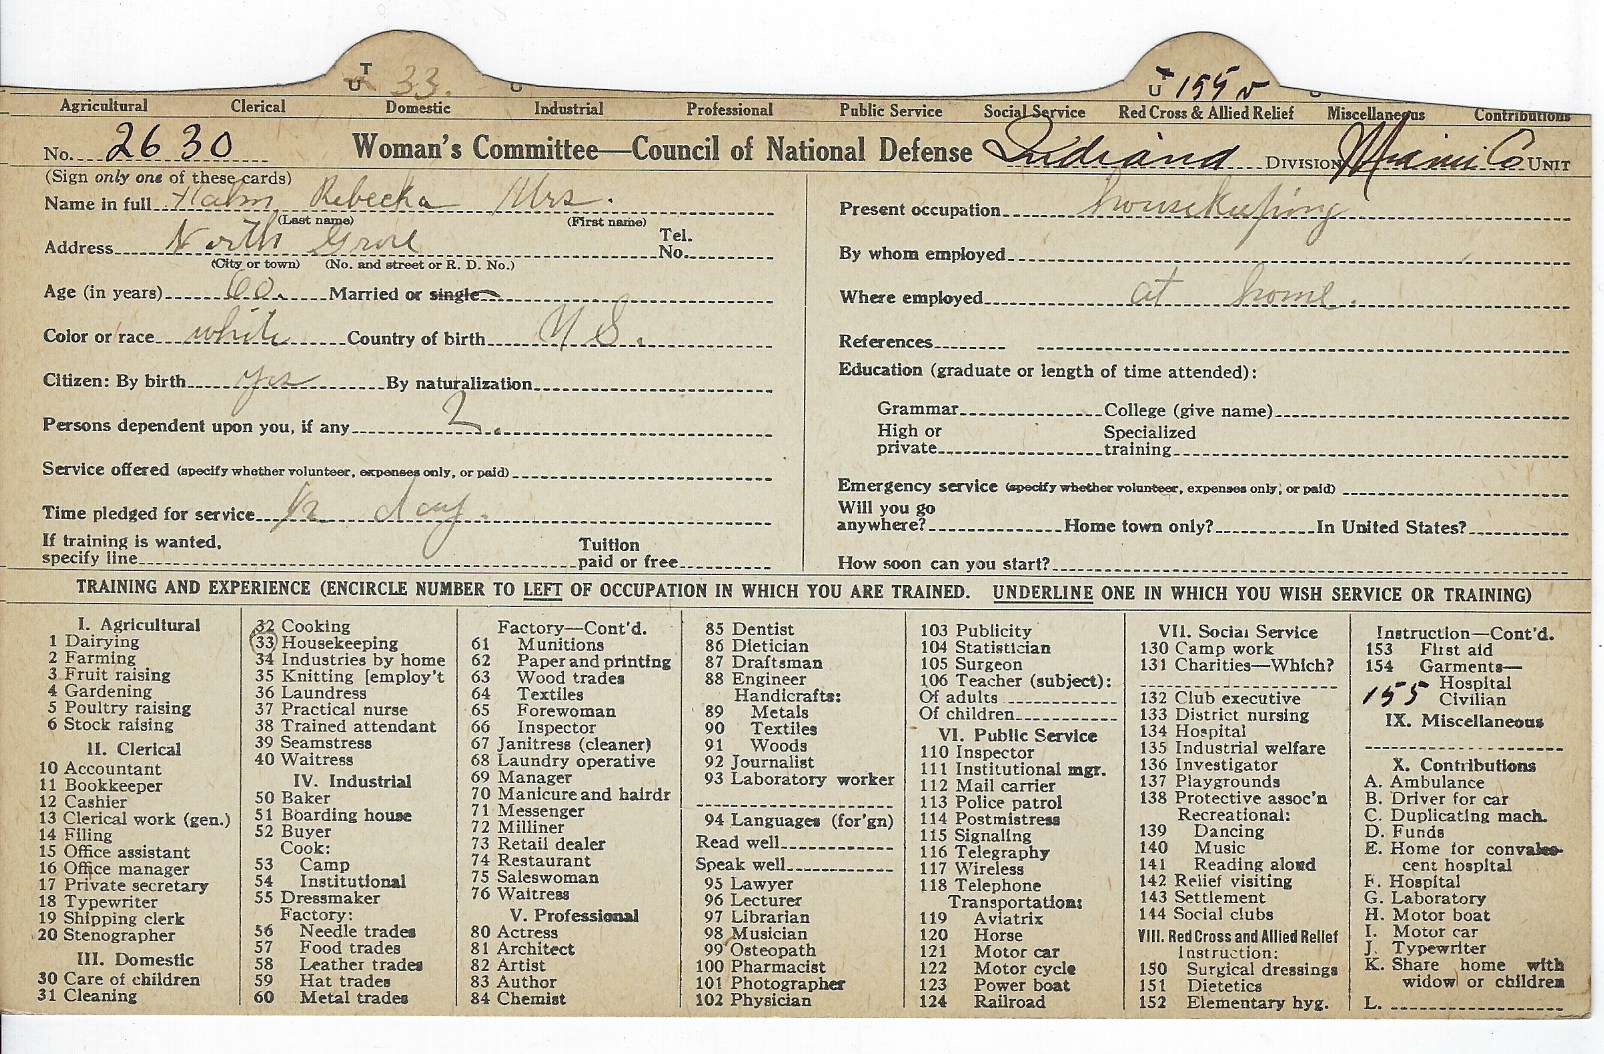 T
U 33.
U
T
U 155 v
Agricultural Clerical Domestic Industrial Professional Public Service Social Service Red Cross & Allied Relief Miscellaneous Contributions
No. 2630 Woman's Committee—Council of National Defense Indiana DIVISION Miami Co UNIT
(Sign only one of these cards)
Name in full Hahn Rebecka Mrs.
(Last name) (First name)
Address North Grove Tel. No.
(City or town) (No. and street or R. D. No.)
Age (in years) 60. Married or single
Color or race white Country of birth U S.
Citizen: By birth yes By naturalization
Persons dependent upon you, if any 2.
Service offered (specify whether volunteer, expenses only, or paid)
Time pledged for service 1/2 day.
If training is wanted, specify line Tuition paid or free
Present occupation housekeeping
By whom employed
Where employed at home.
References
Education (graduate or length of time attended):
Grammar College (give name)
High or private Specialized training
Emergency service (specify whether volunteer, expenses only, or paid)
Will you go anywhere? Home town only? In United States?
How soon can you start?
TRAINING AND EXPERIENCE (ENCIRCLE NUMBER TO LEFT OF OCCUPATION IN WHICH YOU ARE TRAINED. UNDERLINE ONE IN WHICH YOU WISH SERVICE OR TRAINING)
I. Agricultural
1 Dairying
2 Farming
3 Fruit raising
4 Gardening
5 Poultry raising
6 Stock raising
II. Clerical
10 Accountant
11 Bookkeeper
12 Cashier
13 Clerical work (gen.)
14 Filing
15 Office assistant
16 Office manager
17 Private secretary
18 Typewriter
19 Shipping clerk
20 Stenographer
III. Domestic
30 Care of children
31 Cleaning
32 Cooking
33 Housekeeping
34 Industries by home
35 Knitting [employ't
36 Laundress
37 Practical nurse
38 Trained attendant
39 Seamstress
40 Waitress
IV. Industrial
50 Baker
51 Boarding house
52 Buyer
Cook:
53 Camp
54 Institutional
55 Dressmaker
Factory:
56 Needle trades
57 Food trades
58 Leather trades
59 Hat trades
60 Metal trades
Factory—Cont'd.
61 Munitions
62 Paper and printing
63 Wood trades
64 Textiles
65 Forewoman
66 Inspector
67 Janitress (cleaner)
68 Laundry operative
69 Manager
70 Manicure and hairdr
71 Messenger
72 Milliner
73 Retail dealer
74 Restaurant
75 Saleswoman
76 Waitress
V. Professional
80 Actress
81 Architect
82 Artist
83 Author
84 Chemist
85 Dentist
86 Dietician
87 Draftsman
88 Engineer
Handicrafts:
89 Metals
90 Textiles
91 Woods
92 Journalist
93 Laboratory worker
94 Languages (for'gn)
Read well
Speak well
95 Lawyer
96 Lecturer
97 Librarian
98 Musician
99 Osteopath
100 Pharmacist
101 Photographer
102 Physician
103 Publicity
104 Statistician
105 Surgeon
106 Teacher (subject):
Of adults
Of children
VI. Public Service
110 Inspector
111 Institutional mgr.
112 Mail carrier
113 Police patrol
114 Postmistress
115 Signaling
116 Telegraphy
117 Wireless
118 Telephone
Transportation:
119 Aviatrix
120 Horse
121 Motor car
122 Motor cycle
123 Power boat
124 Railroad
VII. Social Service
130 Camp work
131 Charities—Which?
132 Club executive
133 District nursing
134 Hospital
135 Industrial welfare
136 Investigator
137 Playgrounds
138 Protective assoc'n
Recreational:
139 Dancing
140 Music
141 Reading aloud
142 Relief visiting
143 Settlement
144 Social clubs
VIII. Red Cross and Allied Relief
Instruction:
150 Surgical dressings
151 Dietetics
152 Elementary hyg.
Instruction—Cont'd.
153 First aid
154 Garments—
Hospital
155 Civilian
IX. Miscellaneous
X. Contributions
A. Ambulance
B. Driver for car
C. Duplicating mach.
D. Funds
E. Home for convales-
cent hospital
F. Hospital
G. Laboratory
H. Motor boat
I. Motor car
J. Typewriter
K. Share home with
widow or children
L.